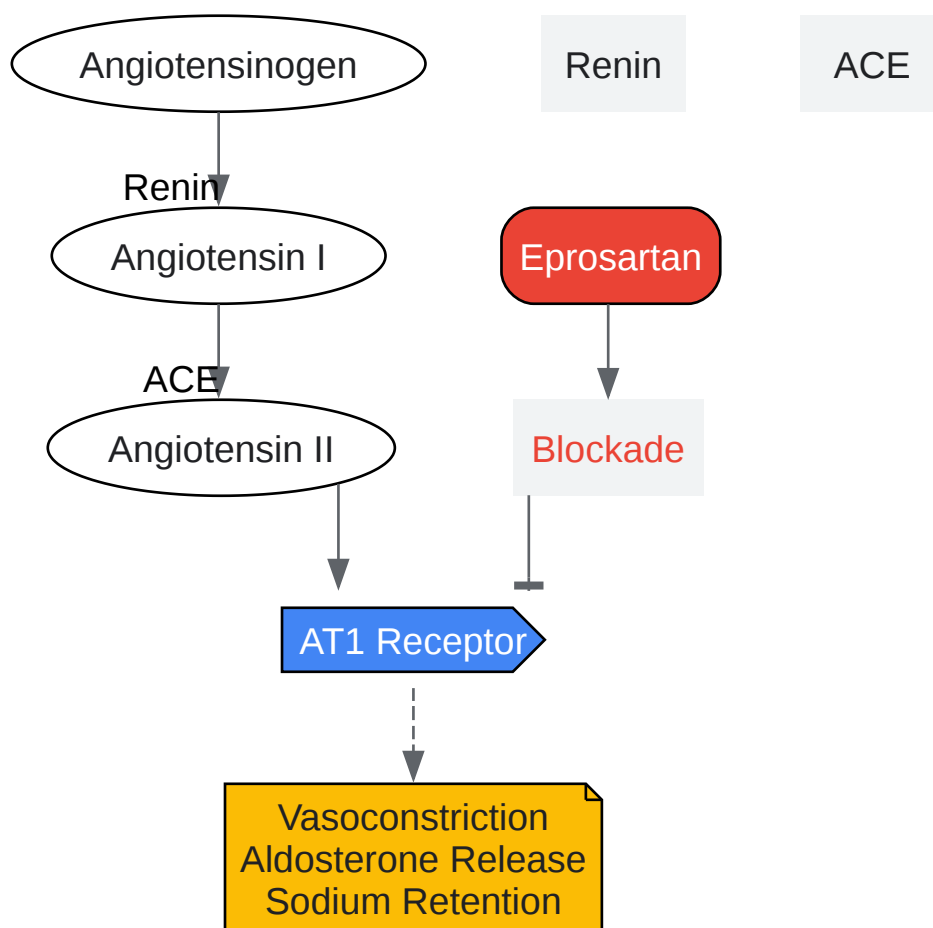 Angiotensinogen
Renin
ACE
Renin
Angiotensin I
Eprosartan
ACE
Angiotensin II
Blockade
AT1 Receptor
Vasoconstriction
Aldosterone Release
Sodium Retention